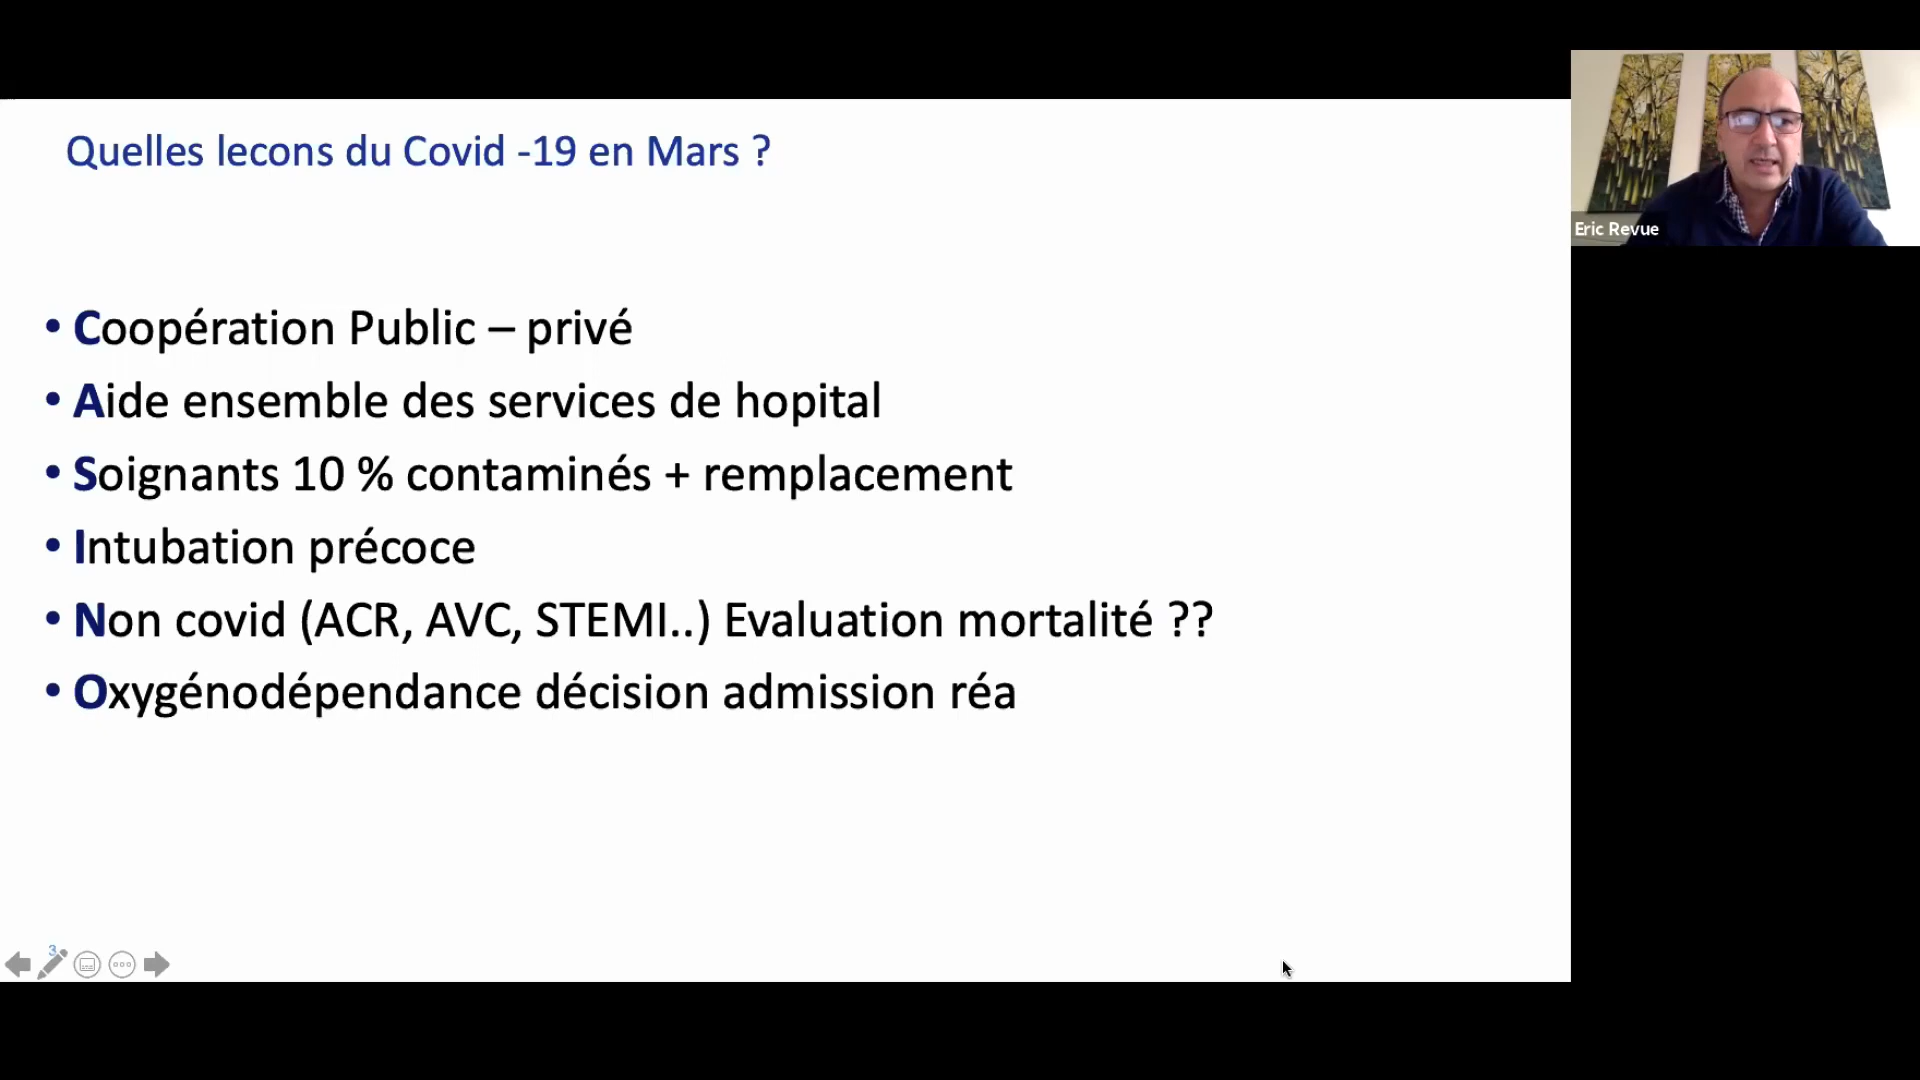 Quelles lecons du Covid -19 en Mars ?
• Coopération Public – privé
• Aide ensemble des services de hopital
• Soignants 10 % contaminés + remplacement
• Intubation précoce
• Non covid (ACR, AVC, STEMI..) Evaluation mortalité ??
• Oxygénodépendance décision admission réa
3
Eric Revue